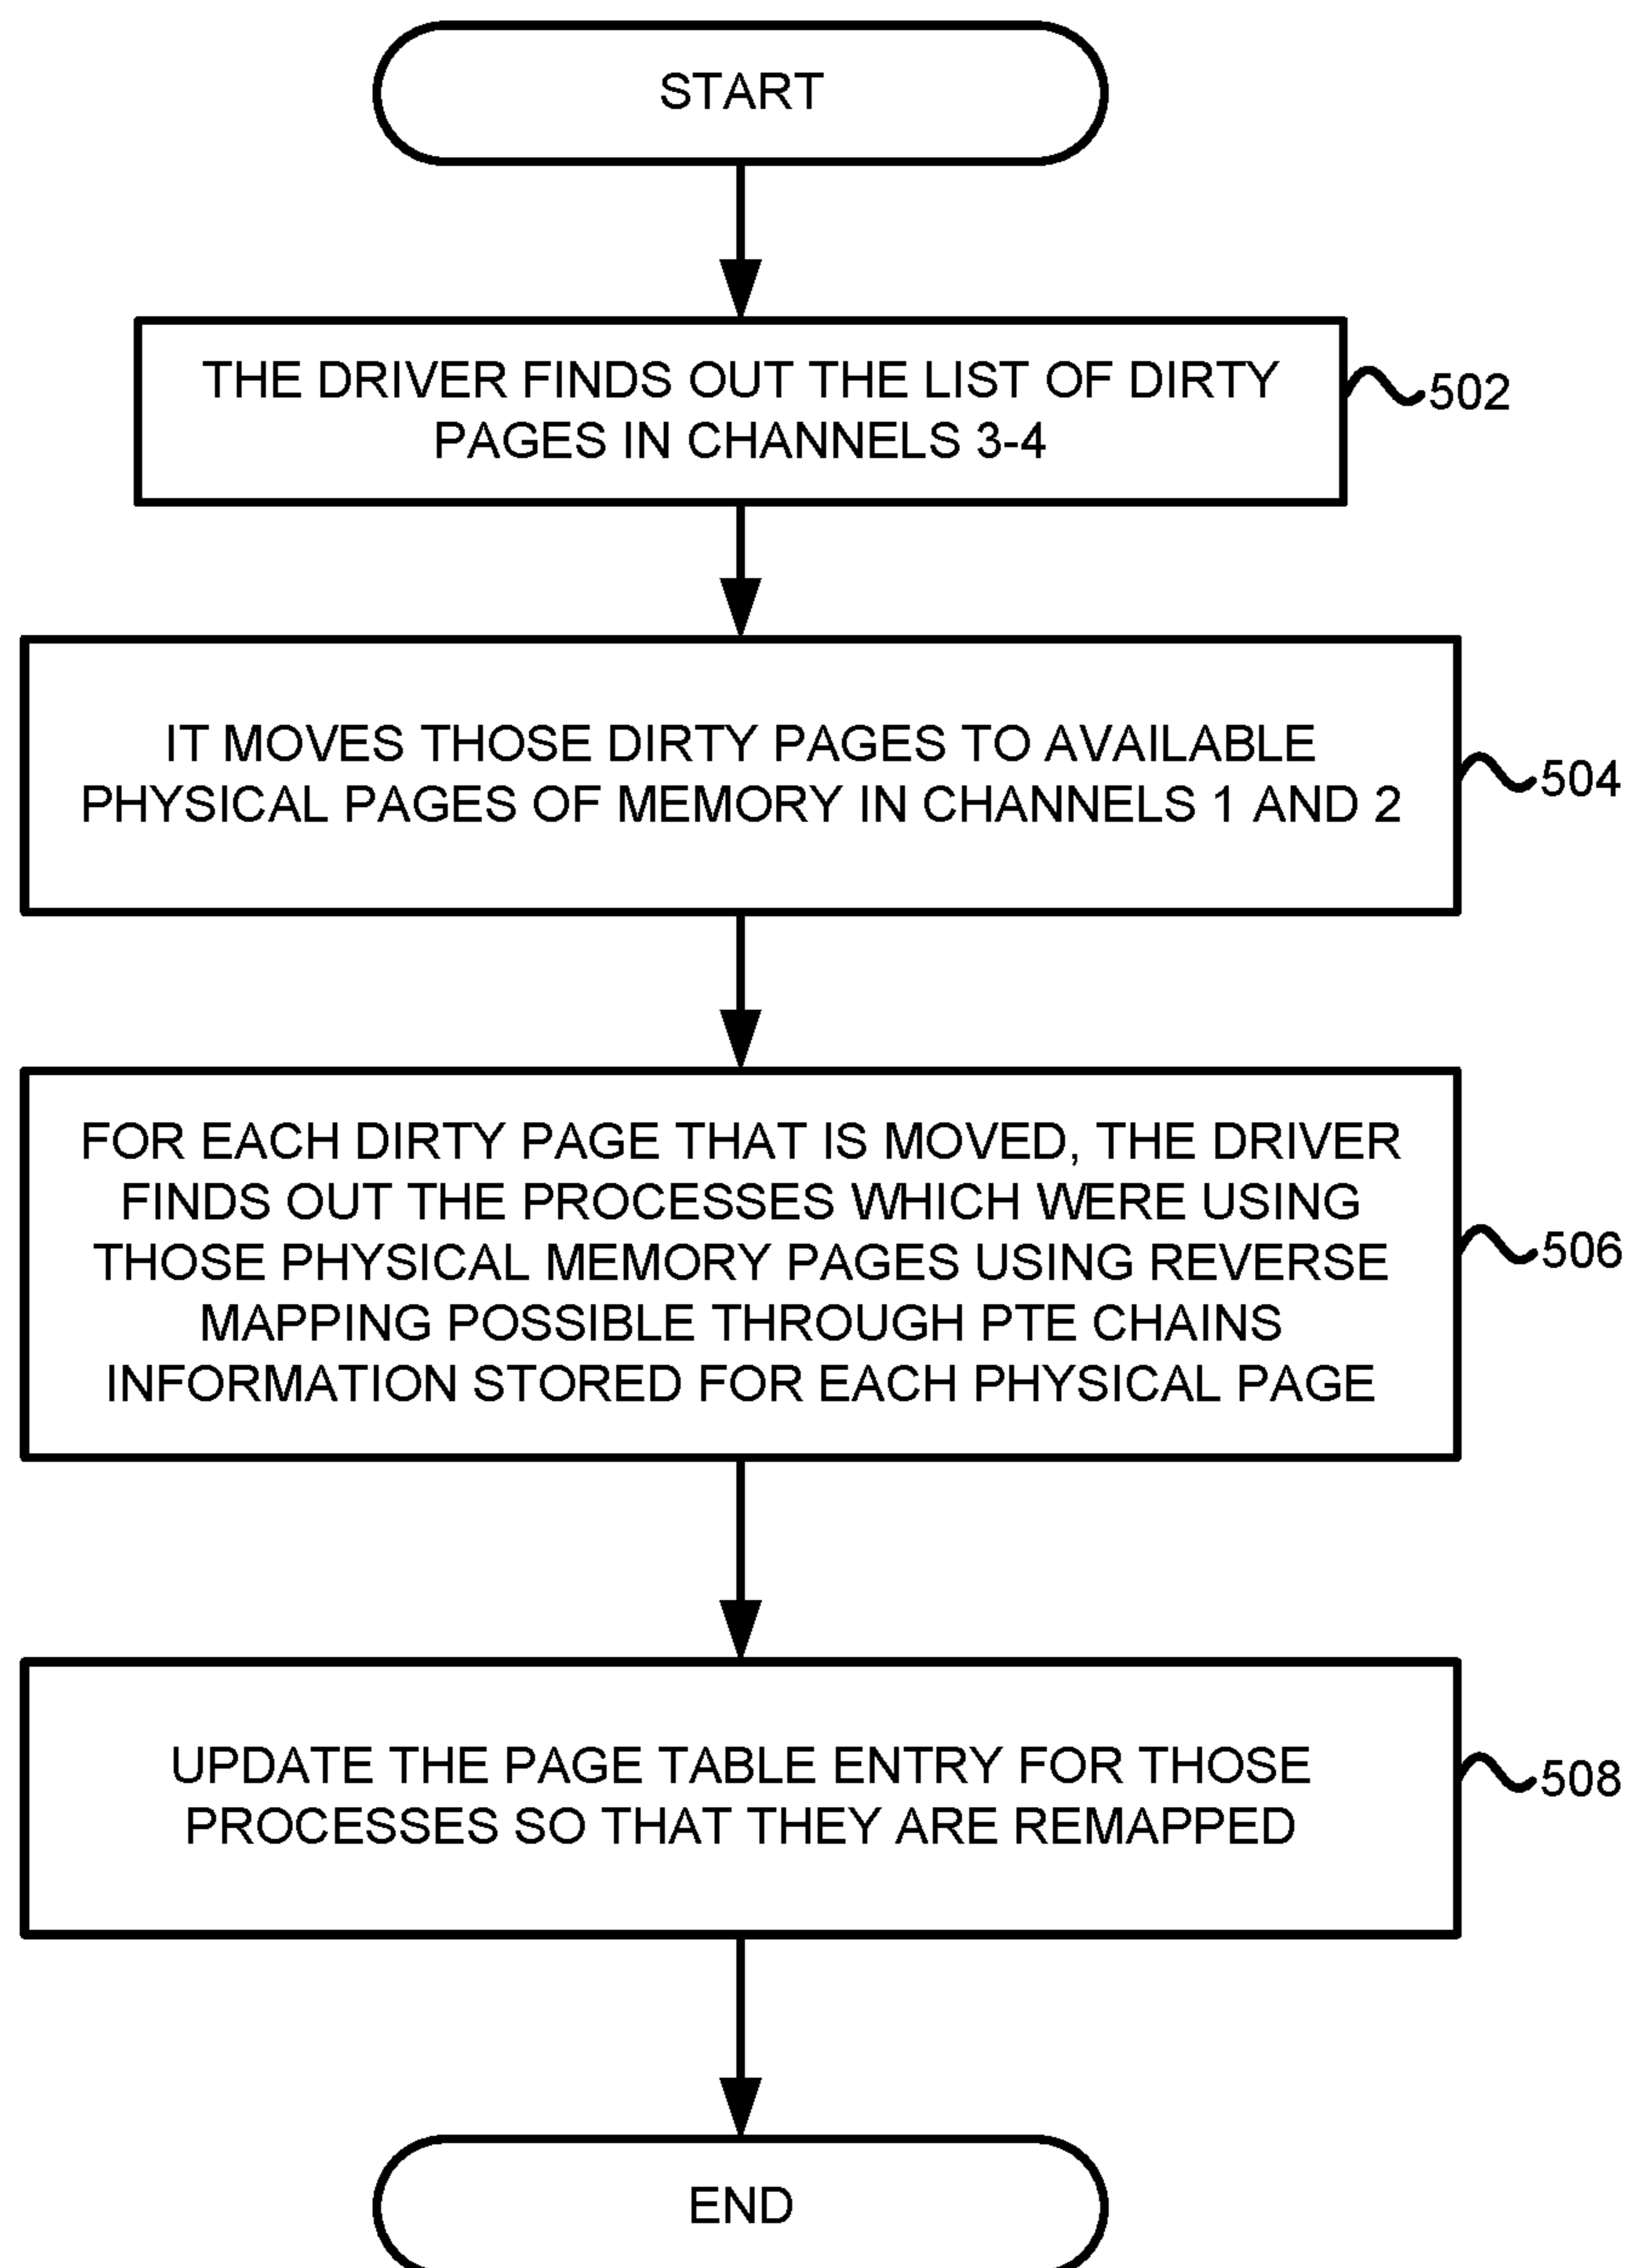 START
THE DRIVER FINDS OUT THE LIST OF DIRTY
PAGES IN CHANNELS 3-4
502
IT MOVES THOSE DIRTY PAGES TO AVAILABLE
PHYSICAL PAGES OF MEMORY IN CHANNELS 1 AND 2
504
FOR EACH DIRTY PAGE THAT IS MOVED, THE DRIVER
FINDS OUT THE PROCESSES WHICH WERE USING
THOSE PHYSICAL MEMORY PAGES USING REVERSE
MAPPING POSSIBLE THROUGH PTE CHAINS
INFORMATION STORED FOR EACH PHYSICAL PAGE
506
UPDATE THE PAGE TABLE ENTRY FOR THOSE
PROCESSES SO THAT THEY ARE REMAPPED
508
END